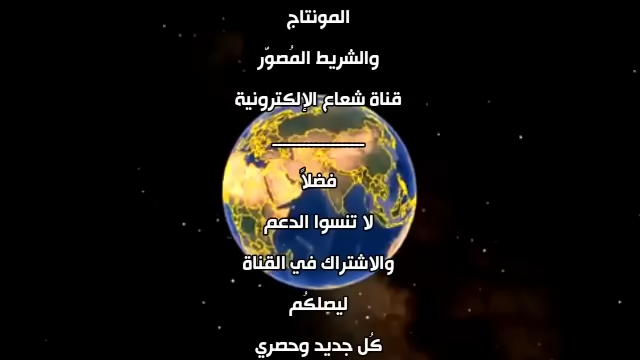 المونتاج
والشريط المُصوّر
قناة شعاع الإلكترونية
فضلاً
لا تنسوا الدعم
والاشتراك في القناة
ليصلكُم
كُل جديد وحصري